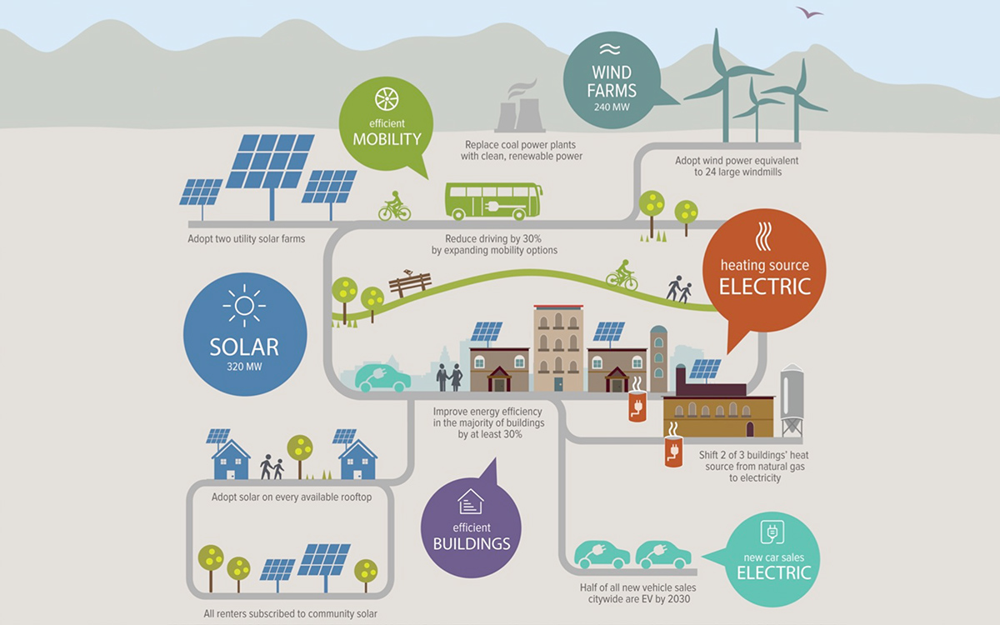 WIND
FARMS
240 MW
efficient
MOBILITY
Replace coal power plants
with clean, renewable power
Adopt wind power equivalent
to 24 large windmills
Adopt two utility solar farms
Reduce driving by 30%
by expanding mobility options
heating source
ELECTRIC
SOLAR
320 MW
Improve energy efficiency
in the majority of buildings
by at least 30%
Shift 2 of 3 buildings' heat
source from natural gas
to electricity
Adopt solar on every available rooftop
efficient
BUILDINGS
new car sales
ELECTRIC
Half of all new vehicle sales
citywide are EV by 2030
All renters subscribed to community solar